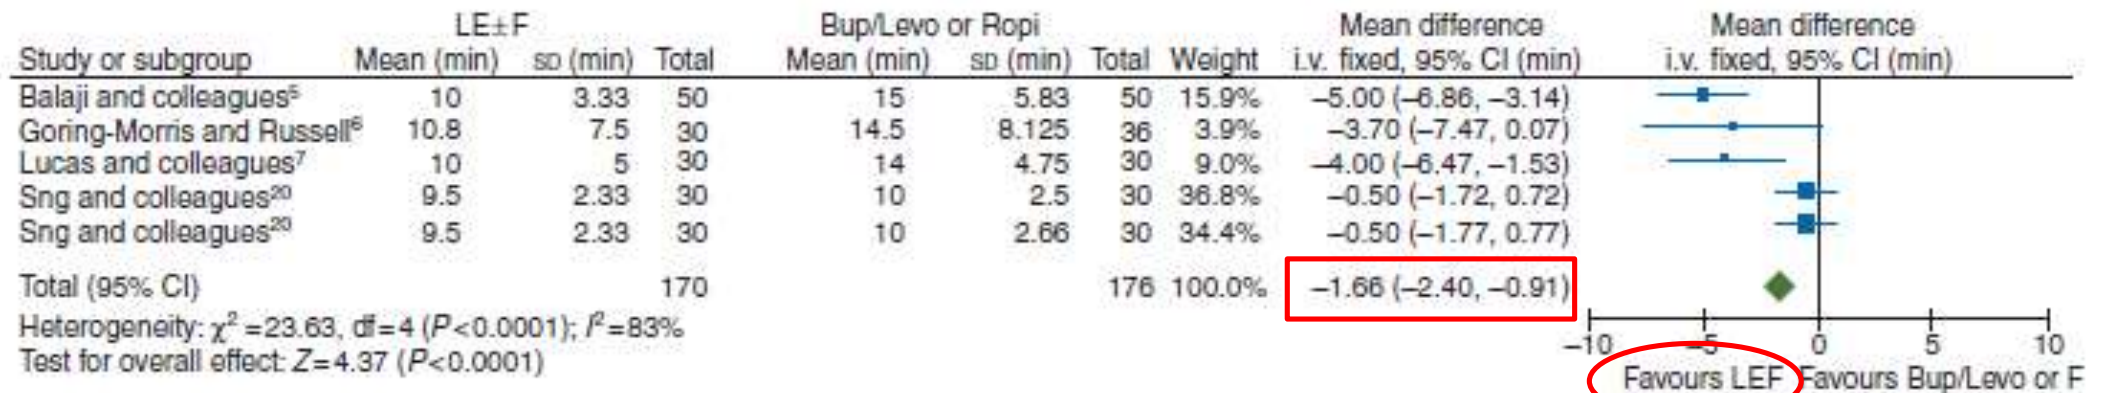 LE±F Bup/Levo or Ropi Mean difference Mean difference
Study or subgroup Mean (min) SD (min) Total Mean (min) SD (min) Total Weight i.v. fixed, 95% CI (min) i.v. fixed, 95% CI (min)
Balaji and colleagues⁵ 10 3.33 50 15 5.83 50 15.9% –5.00 (–6.86, –3.14)
Goring-Morris and Russell⁶ 10.8 7.5 30 14.5 8.125 36 3.9% –3.70 (–7.47, 0.07)
Lucas and colleagues⁷ 10 5 30 14 4.75 30 9.0% –4.00 (–6.47, –1.53)
Sng and colleagues²⁰ 9.5 2.33 30 10 2.5 30 36.8% –0.50 (–1.72, 0.72)
Sng and colleagues²⁰ 9.5 2.33 30 10 2.66 30 34.4% –0.50 (–1.77, 0.77)
Total (95% CI) 170 176 100.0% –1.66 (–2.40, –0.91)
Heterogeneity: χ²=23.63, df=4 (P<0.0001); I²=83%
Test for overall effect: Z=4.37 (P<0.0001)
–10 –5 0 5 10
Favours LEF Favours Bup/Levo or F